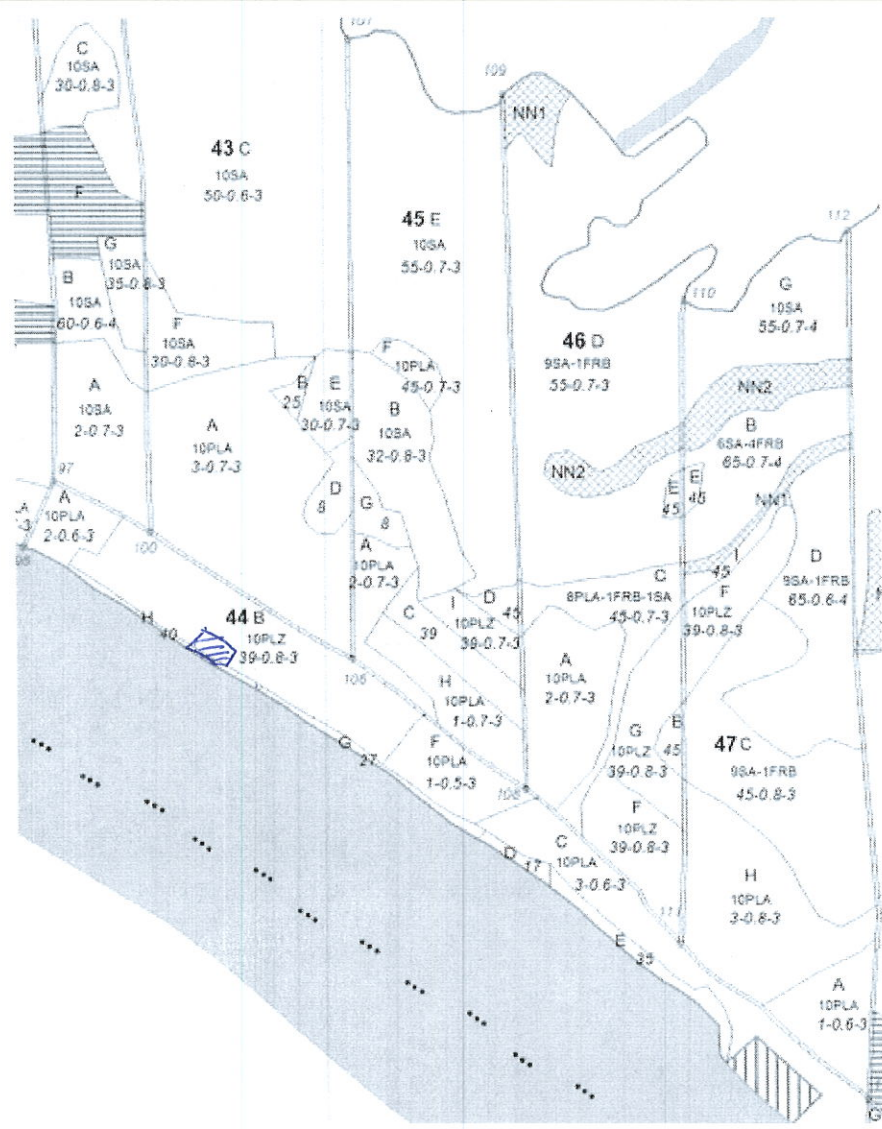 107
C
10SA
30-0.8-3
109
NN1
43 C
10SA
50-0.6-3
F
45 E
10SA
55-0.7-3
112
G
10SA
35-0.8-3
B
10SA
60-0.6-4
G
10SA
55-0.7-4
110
F
10SA
30-0.8-3
46 D
9SA-1FRB
55-0.7-3
F
10PLA
45-0.7-3
NN2
A
10SA
2-0.7-3
B
25
E
10SA
30-0.7-3
B
10SA
32-0.8-3
A
10PLA
3-0.7-3
B
6SA-4FRB
65-0.7-4
NN2
97
E
45
E
45
NN1
D
8
G
8
A
10PLA
2-0.6-3
100
A
10PLA
2-0.7-3
I
45
D
9SA-1FRB
65-0.6-4
C
8PLA-1FRB-1SA
45-0.7-3
F
10PLZ
39-0.8-3
C
39
I
10PLZ
39-0.7-3
D
45
H
40
44 B
10PLZ
39-0.8-3
106
A
10PLA
2-0.7-3
H
10PLA
1-0.7-3
G
27
F
10PLA
1-0.5-3
G
10PLZ
39-0.8-3
B
45
47 C
9SA-1FRB
45-0.8-3
108
F
10PLZ
39-0.8-3
D
17
C
10PLA
3-0.6-3
H
10PLA
3-0.8-3
111
E
35
A
10PLA
1-0.6-3